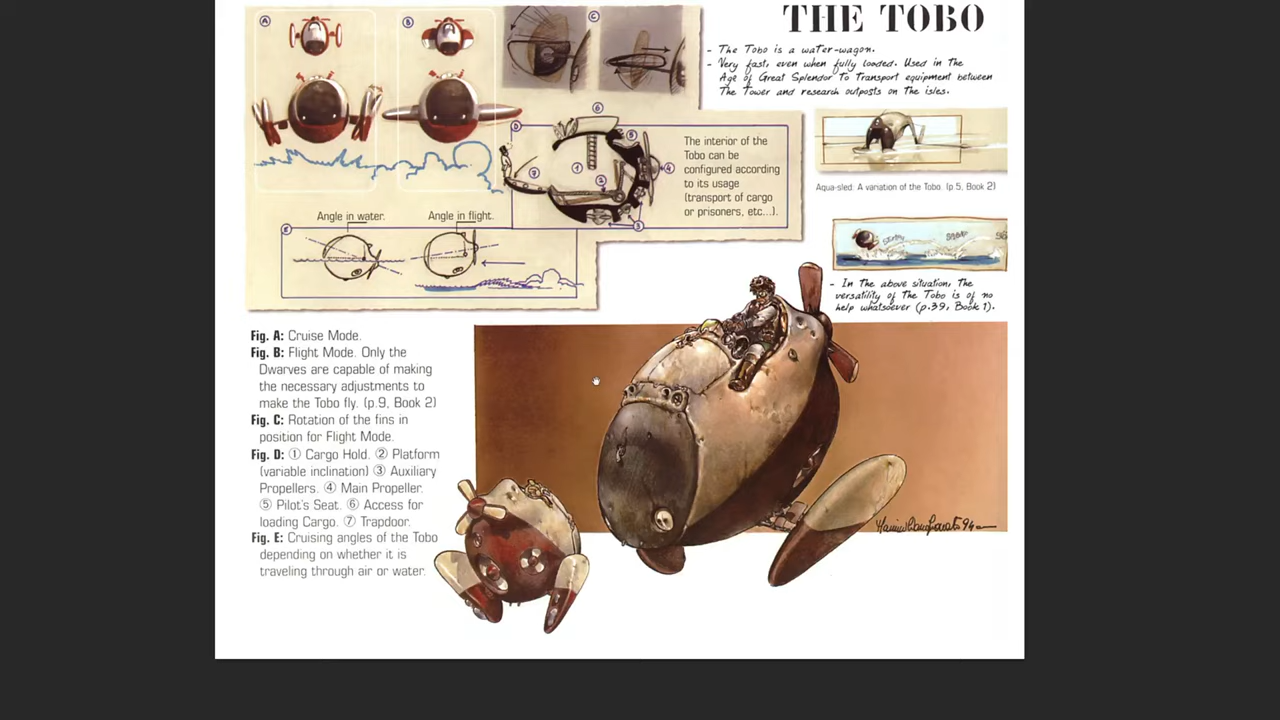 THE TOBO
- The Tobo is a water-wagon.
- Very fast, even when fully loaded. Used in the
Age of Great Splendor to transport equipment between
the Tower and research outposts on the isles.
A
B
C
D
6
5
The interior of the
Tobo can be
configured according
to its usage
(transport of cargo
or prisoners, etc...).
1
4
7
2
3
Aqua-sled: A variation of the Tobo. (p.5, Book 2)
Angle in water.
Angle in flight.
E
- In the above situation, the
versatility of the Tobo is of no
help whatsoever (p.39, Book 1).
Fig. A: Cruise Mode.
Fig. B: Flight Mode. Only the
Dwarves are capable of making
the necessary adjustments to
make the Tobo fly. (p.9, Book 2)
Fig. C: Rotation of the fins in
position for Flight Mode.
Fig. D: ① Cargo Hold. ② Platform
(variable inclination) ③ Auxiliary
Propellers. ④ Main Propeller.
⑤ Pilot's Seat. ⑥ Access for
loading Cargo. ⑦ Trapdoor.
Fig. E: Cruising angles of the Tobo
depending on whether it is
traveling through air or water.